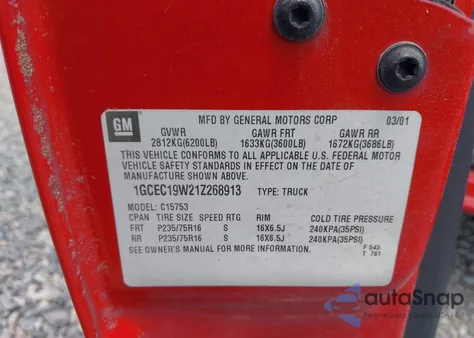 GM
MFD BY GENERAL MOTORS CORP 03/01
GVWR GAWR FRT GAWR RR
2812KG(6200LB) 1633KG(3600LB) 1672KG(3686LB)
THIS VEHICLE CONFORMS TO ALL APPLICABLE U.S. FEDERAL MOTOR
VEHICLE SAFETY STANDARDS IN EFFECT ON THE DATE OF
MANUFACTURE SHOWN ABOVE.
1GCEC19W21Z268913 TYPE: TRUCK
MODEL: C15753
CPAN TIRE SIZE SPEED RTG RIM COLD TIRE PRESSURE
FRT P235/75R16 S 16X6.5J 240KPA(35PSI)
RR P235/75R16 S 16X6.5J 240KPA(35PSI)
SEE OWNER'S MANUAL FOR MORE INFORMATION.
F 543
T 761
autoSnap